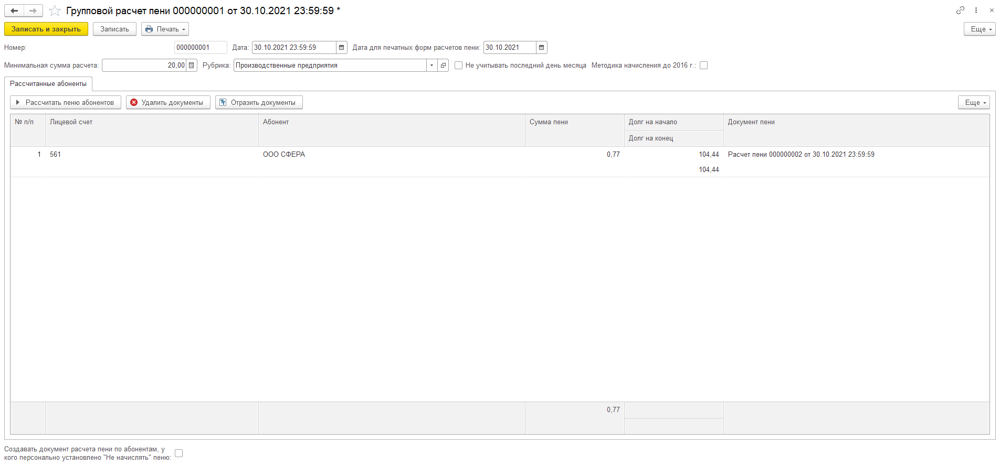 Групповой расчет пени 000000001 от 30.10.2021 23:59:59 *
Записать и закрыть Записать Печать Еще
Номер: 000000001 Дата: 30.10.2021 23:59:59 Дата для печатных форм расчетов пени: 30.10.2021
Минимальная сумма расчета: 20,00 Рубрика: Производственные предприятия Не учитывать последний день месяца Методика начисления до 2016 г.:
Рассчитанные абоненты
Рассчитать пеню абонентов Удалить документы Отразить документы Еще
№ п/п Лицевой счет Абонент Сумма пени Долг на начало Документ пени
Долг на конец
1 561 ООО СФЕРА 0,77 104,44 Расчет пени 000000002 от 30.10.2021 23:59:59
104,44
0,77
Создавать документ расчета пени по абонентам, у
кого персонально установлено "Не начислять" пеню: